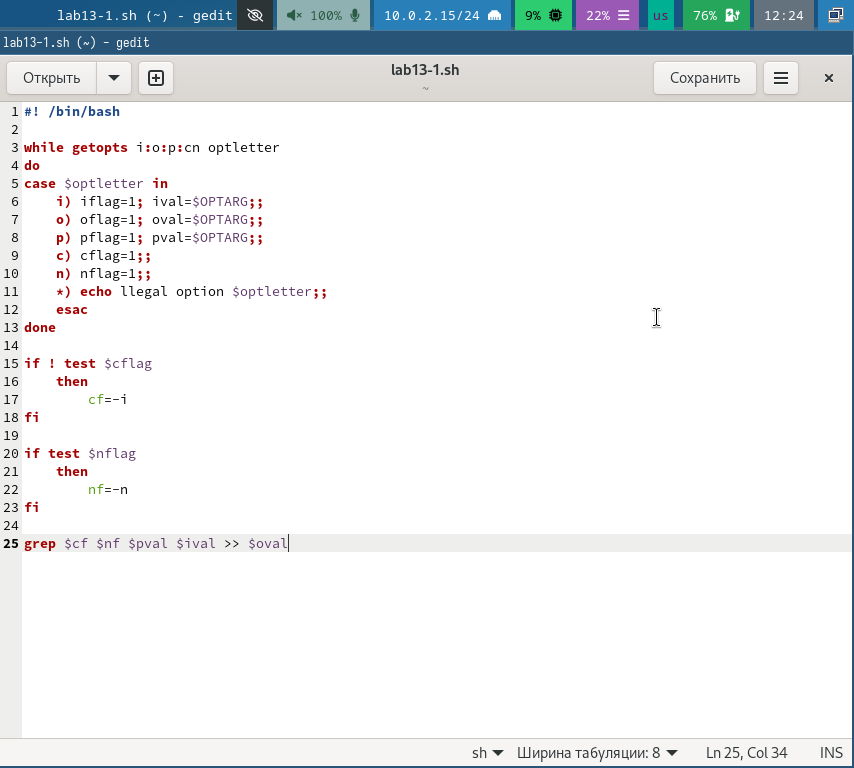 lab13-1.sh (~) - gedit 100% 10.0.2.15/24 9% 22% us 76% 12:24
lab13-1.sh (~) - gedit
Открыть lab13-1.sh Сохранить
~
1 #! /bin/bash
2
3 while getopts i:o:p:cn optletter
4 do
5 case $optletter in
6     i) iflag=1; ival=$OPTARG;;
7     o) oflag=1; oval=$OPTARG;;
8     p) pflag=1; pval=$OPTARG;;
9     c) cflag=1;;
10     n) nflag=1;;
11     *) echo llegal option $optletter;;
12     esac
13 done
14
15 if ! test $cflag
16     then
17         cf=-i
18 fi
19
20 if test $nflag
21     then
22         nf=-n
23 fi
24
25 grep $cf $nf $pval $ival >> $oval
sh Ширина табуляции: 8 Ln 25, Col 34 INS